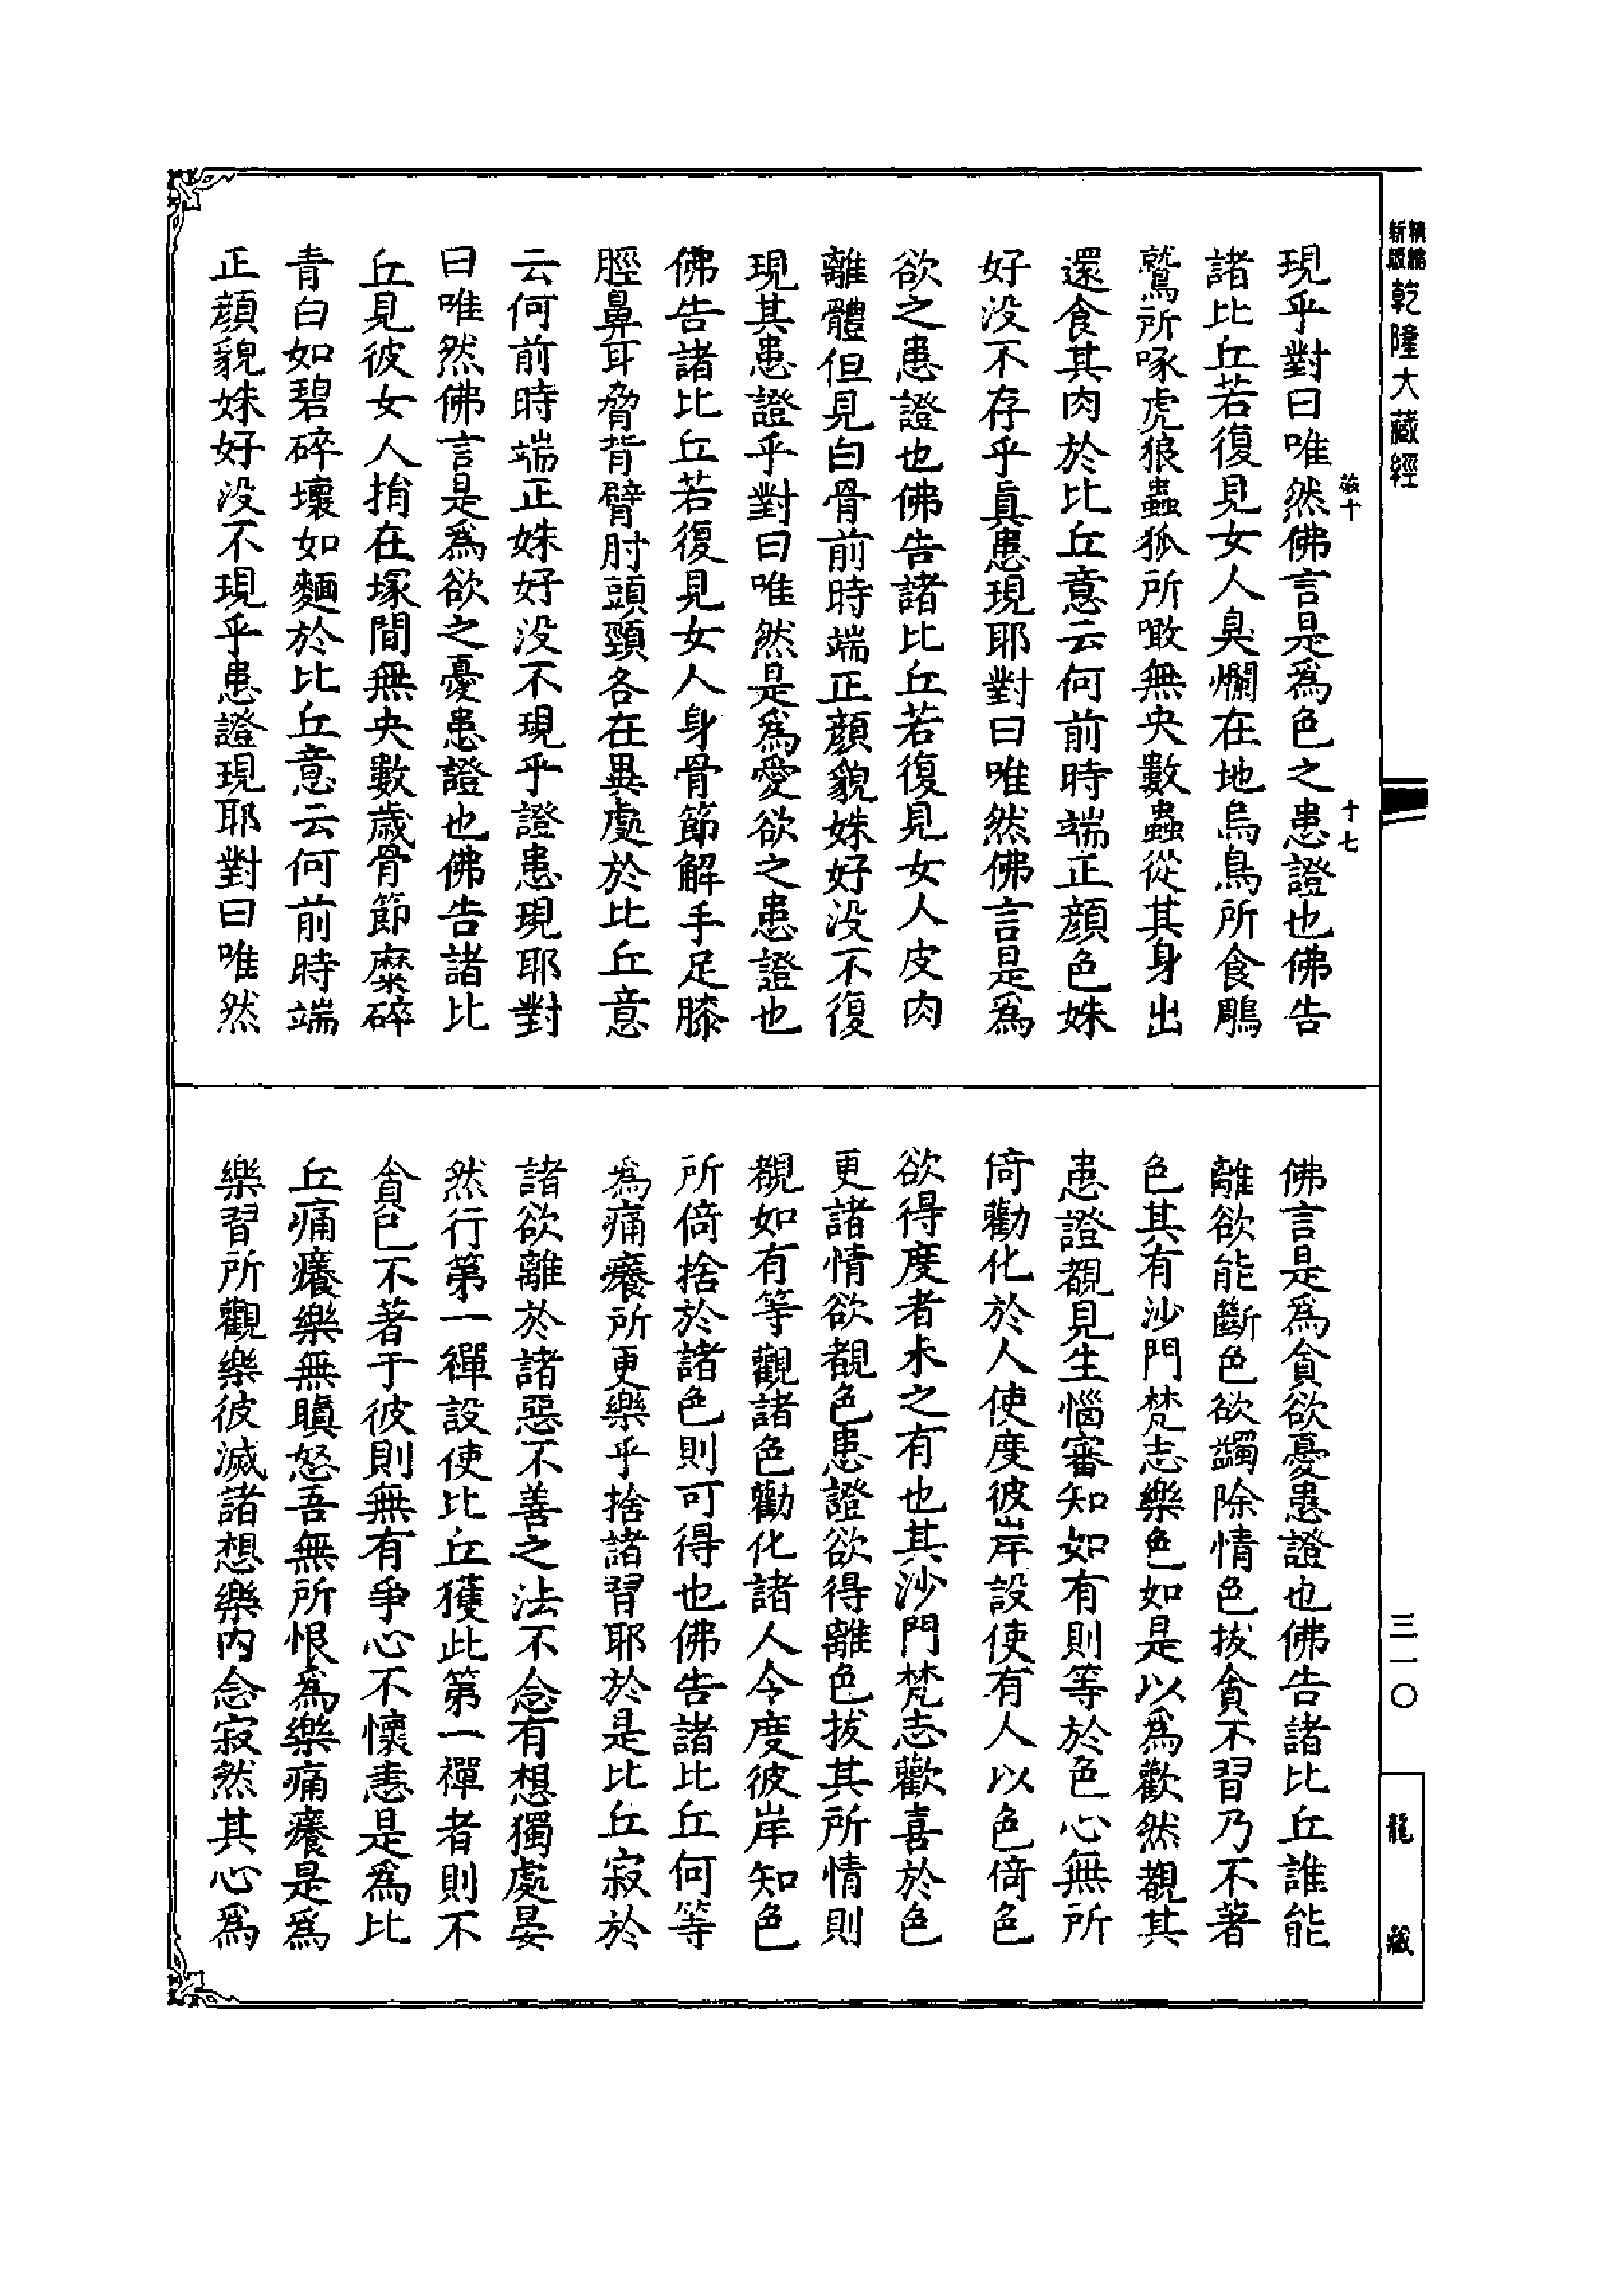 精縮新版乾隆大藏經
敬十
十七
現乎對曰唯然佛言是爲色之患證也佛告
諸比丘若復見女人臭爛在地烏鳥所食鵰
鷲所啄虎狼蟲狐所噉無央數蟲從其身出
還食其肉於比丘意云何前時端正顏色姝
好没不存乎眞患現耶對曰唯然佛言是爲
欲之患證也佛告諸比丘若復見女人皮肉
離體但見白骨前時端正顏貌姝好没不復
現其患證乎對曰唯然是爲愛欲之患證也
佛告諸比丘若復見女人身骨節解手足膝
脛鼻耳脅背臂肘頭頸各在異處於比丘意
云何前時端正姝好没不現乎證患現耶對
曰唯然佛言是爲欲之憂患證也佛告諸比
丘見彼女人捐在塚間無央數歲骨節糜碎
青白如碧碎壞如麵於比丘意云何前時端
正顏貌姝好没不現乎患證現耶對曰唯然
佛言是爲貪欲憂患證也佛告諸比丘誰能
離欲能斷色欲蠲除情色拔貪不習乃不著
色其有沙門梵志樂色如是以爲歡然覩其
患證覩見生惱審知如有則等於色心無所
倚勸化於人使度彼岸設使有人以色倚色
欲得度者未之有也其沙門梵志歡喜於色
更諸情欲覩色患證欲得離色拔其所情則
覩如有等觀諸色勸化諸人令度彼岸知色
所倚捨於諸色則可得也佛告諸比丘何等
爲痛癢所更樂乎捨諸習耶於是比丘寂於
諸欲離於諸惡不善之法不念有想獨處晏
然行第一禪設使比丘獲此第一禪者則不
貪已不著于彼則無有爭心不懷恚是爲比
丘痛癢樂無瞋怒吾無所恨爲樂痛癢是爲
樂習所觀樂彼滅諸想樂内念寂然其心爲
三一〇
龍藏